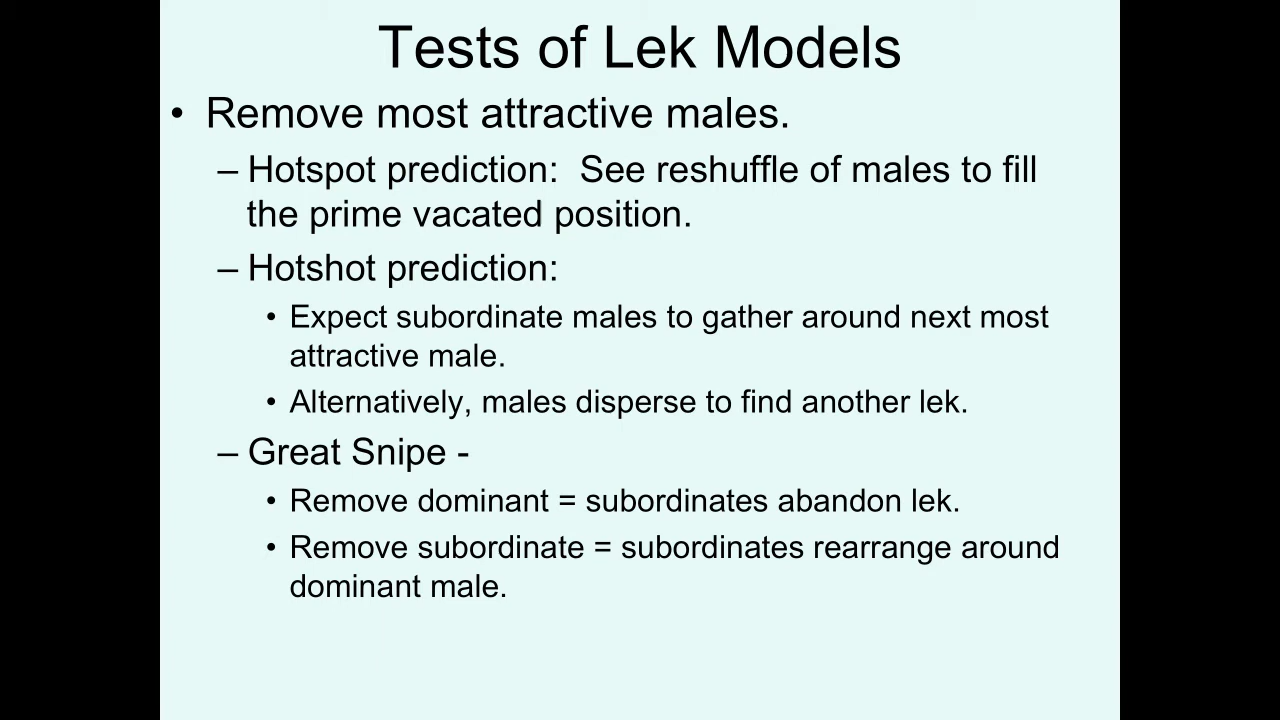 Tests of Lek Models
• Remove most attractive males.
– Hotspot prediction:  See reshuffle of males to fill
the prime vacated position.
– Hotshot prediction:
• Expect subordinate males to gather around next most
attractive male.
• Alternatively, males disperse to find another lek.
– Great Snipe -
• Remove dominant = subordinates abandon lek.
• Remove subordinate = subordinates rearrange around
dominant male.